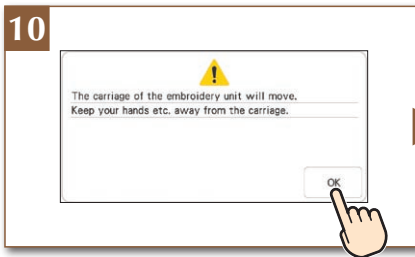 10
The carriage of the embroidery unit will move.
Keep your hands etc. away from the carriage.
OK